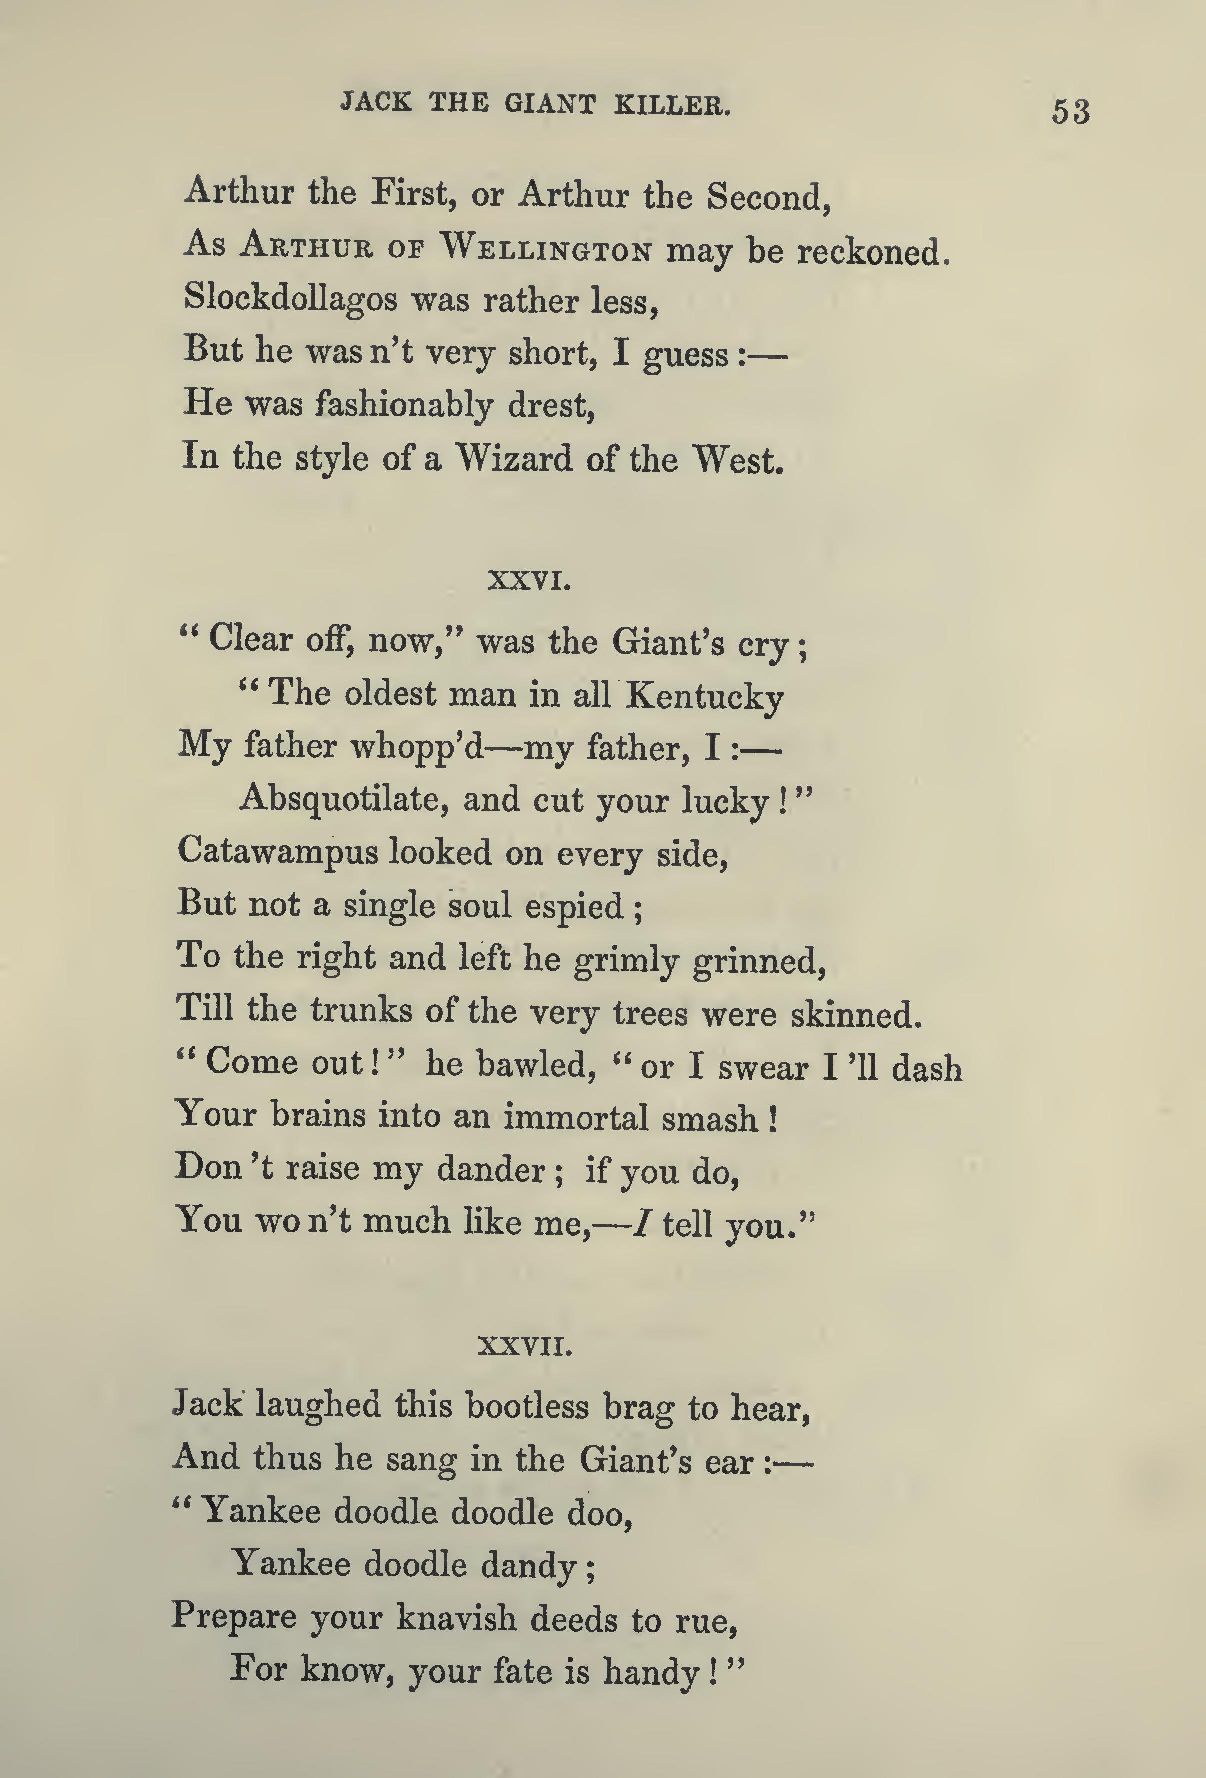 JACK THE GIANT KILLER. 53
Arthur the First, or Arthur the Second,
As ARTHUR OF WELLINGTON may be reckoned.
Slockdollagos was rather less,
But he was n't very short, I guess :—
He was fashionably drest,
In the style of a Wizard of the West.
XXVI.
“ Clear off, now,” was the Giant's cry ;
“ The oldest man in all Kentucky
My father whopp'd—my father, I :—
Absquotilate, and cut your lucky ! ”
Catawampus looked on every side,
But not a single soul espied ;
To the right and left he grimly grinned,
Till the trunks of the very trees were skinned.
“ Come out ! ” he bawled, “ or I swear I 'll dash
Your brains into an immortal smash !
Don 't raise my dander ; if you do,
You wo n't much like me,—I tell you.”
XXVII.
Jack laughed this bootless brag to hear,
And thus he sang in the Giant's ear :—
“ Yankee doodle doodle doo,
Yankee doodle dandy ;
Prepare your knavish deeds to rue,
For know, your fate is handy ! ”